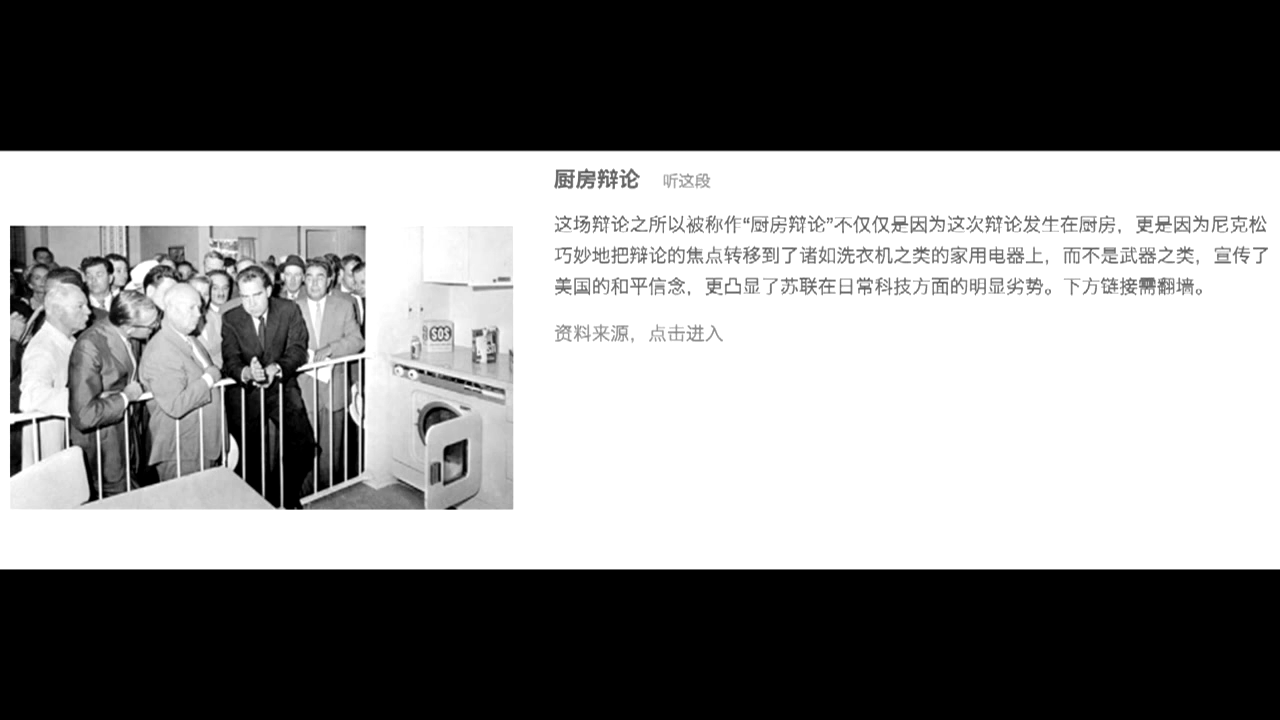 厨房辩论 听这段
这场辩论之所以被称作“厨房辩论”不仅仅是因为这次辩论发生在厨房，更是因为尼克松
巧妙地把辩论的焦点转移到了诸如洗衣机之类的家用电器上，而不是武器之类，宣传了
美国的和平信念，更凸显了苏联在日常科技方面的明显劣势。下方链接需翻墙。
SOS
资料来源，点击进入